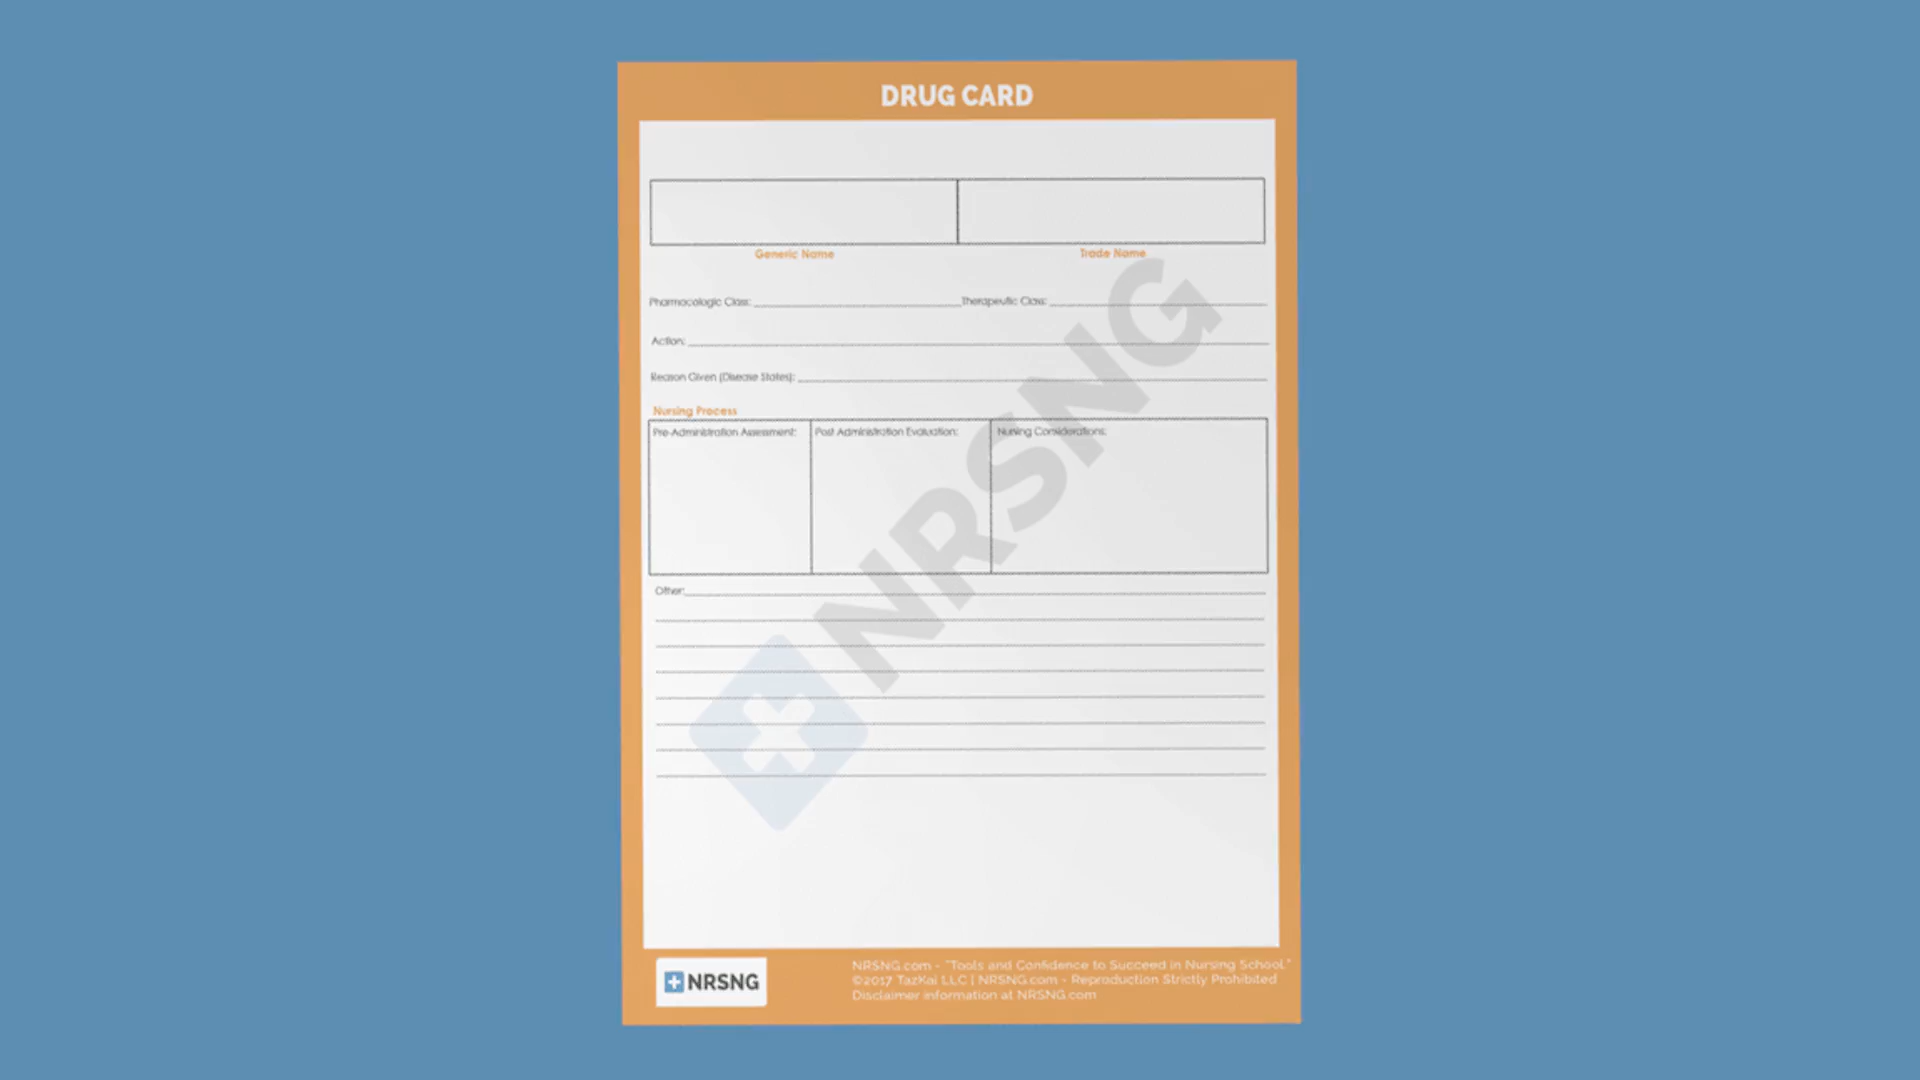 DRUG CARD
Generic Name Trade Name
Pharmacologic Class: Therapeutic Class:
Action:
Reason Given (Disease States):
Nursing Process
Pre-Administration Assessment: Post Administration Evaluation: Nursing Considerations:
Other:
NRSNG
NRSNG
NRSNG.com - "Tools and Confidence to Succeed in Nursing School."
©2017 TazKai LLC | NRSNG.com - Reproduction Strictly Prohibited
Disclaimer information at NRSNG.com